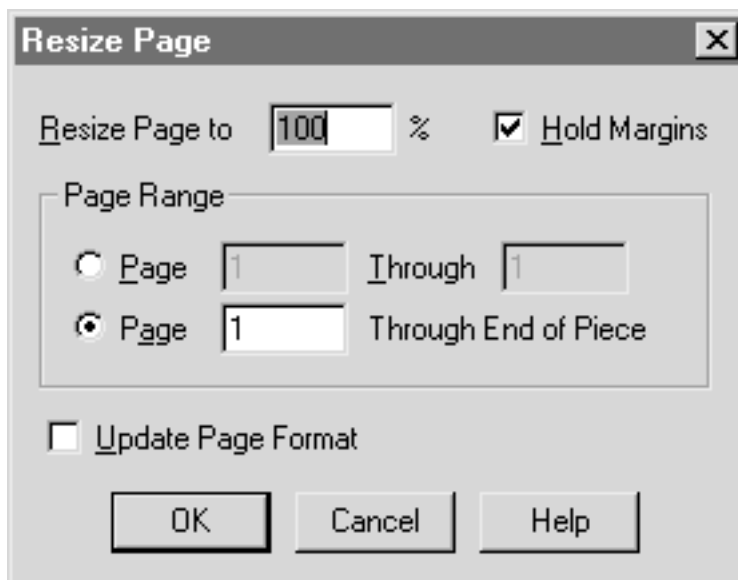 Resize Page
Resize Page to 100 % Hold Margins
Page Range
Page 1 Through 1
Page 1 Through End of Piece
Update Page Format
OK Cancel Help